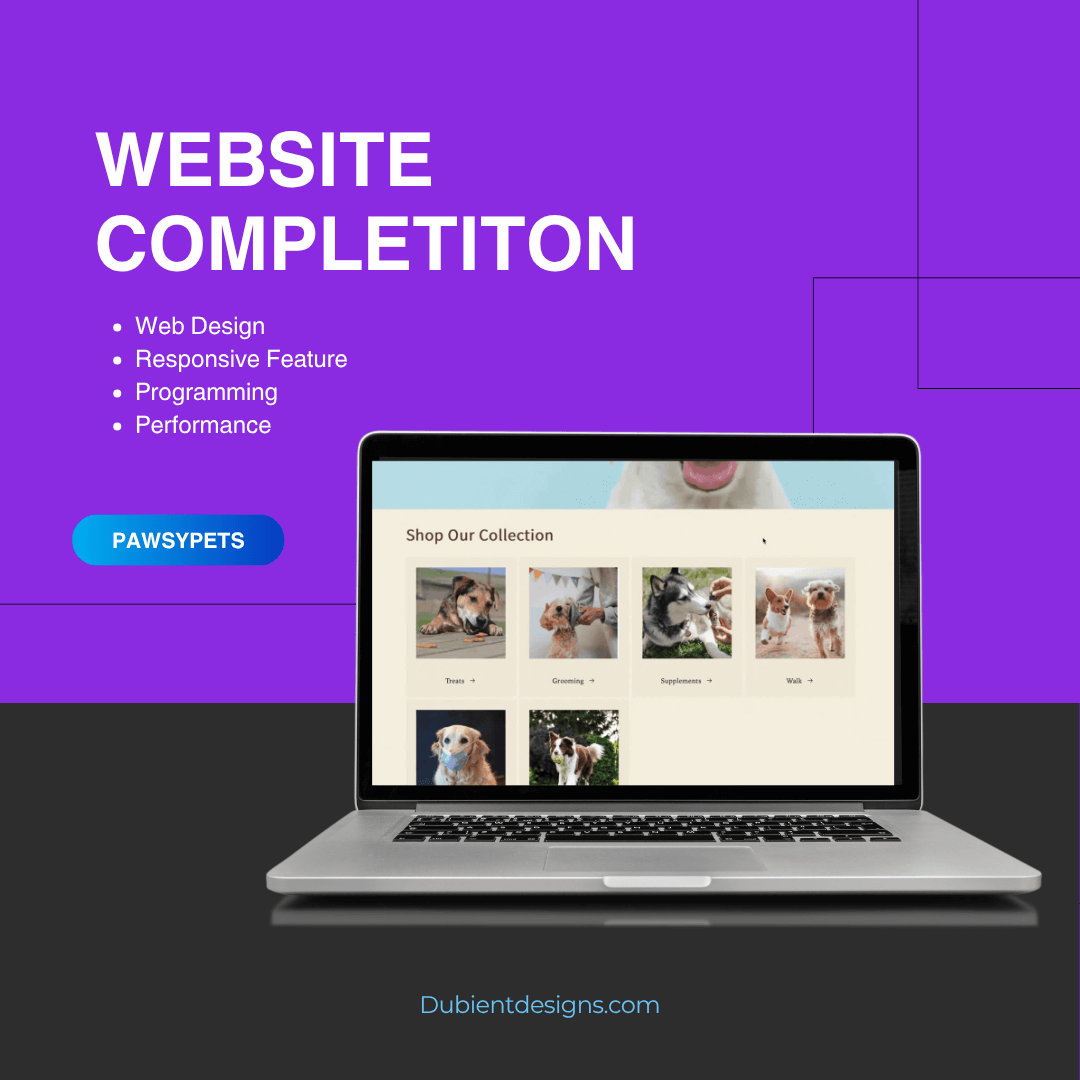 WEBSITE
COMPLETITON
Web Design
Responsive Feature
Programming
Performance
PAWSYPETS
Shop Our Collection
Treats →
Grooming →
Supplements →
Walk →
Dubientdesigns.com